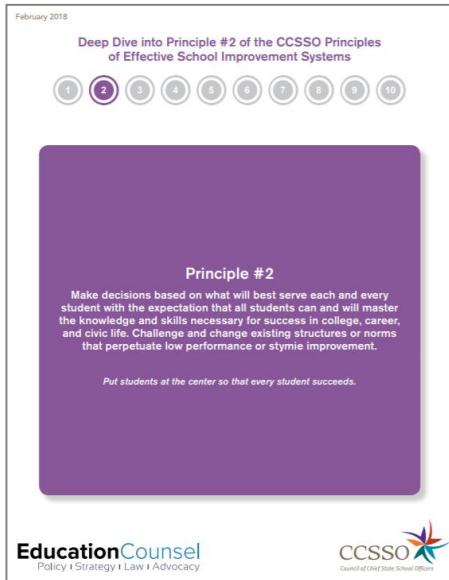 February 2018
Deep Dive into Principle #2 of the CCSSO Principles
of Effective School Improvement Systems
1 2 3 4 5 6 7 8 9 10
Principle #2
Make decisions based on what will best serve each and every
student with the expectation that all students can and will master
the knowledge and skills necessary for success in college, career,
and civic life. Challenge and change existing structures or norms
that perpetuate low performance or stymie improvement.
Put students at the center so that every student succeeds.
EducationCounsel
Policy | Strategy | Law | Advocacy
CCSSO
Council of Chief State School Officers